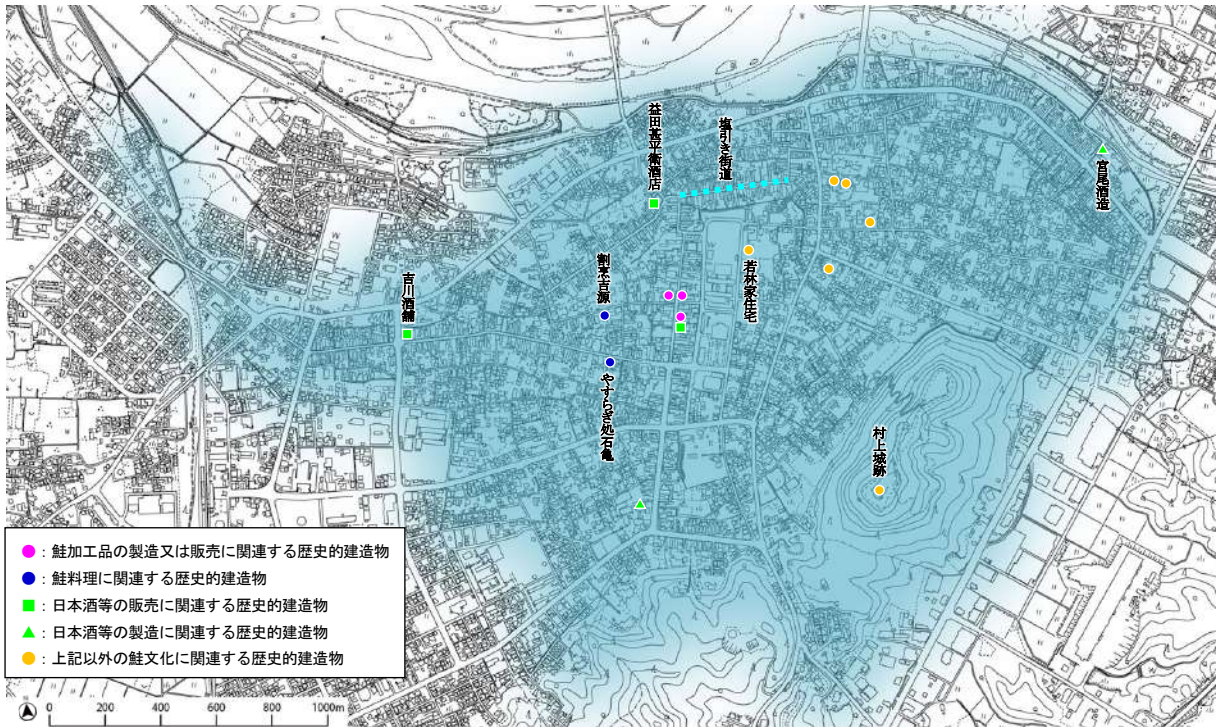 益田甚兵衛酒店
塩引き街道
宮尾酒造
割烹吉源
若林家住宅
吉川酒舗
やすらぎ処石亀
村上城跡
：鮭加工品の製造又は販売に関連する歴史的建造物
：鮭料理に関連する歴史的建造物
：日本酒等の販売に関連する歴史的建造物
：日本酒等の製造に関連する歴史的建造物
：上記以外の鮭文化に関連する歴史的建造物
0 200 400 600 800 1000m